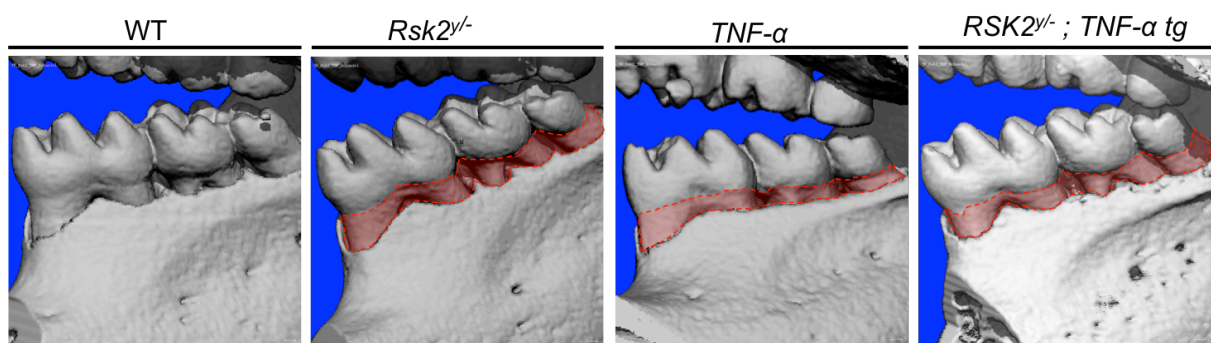 WT
Rsk2y/-
TNF-α
RSK2y/- ; TNF-α tg